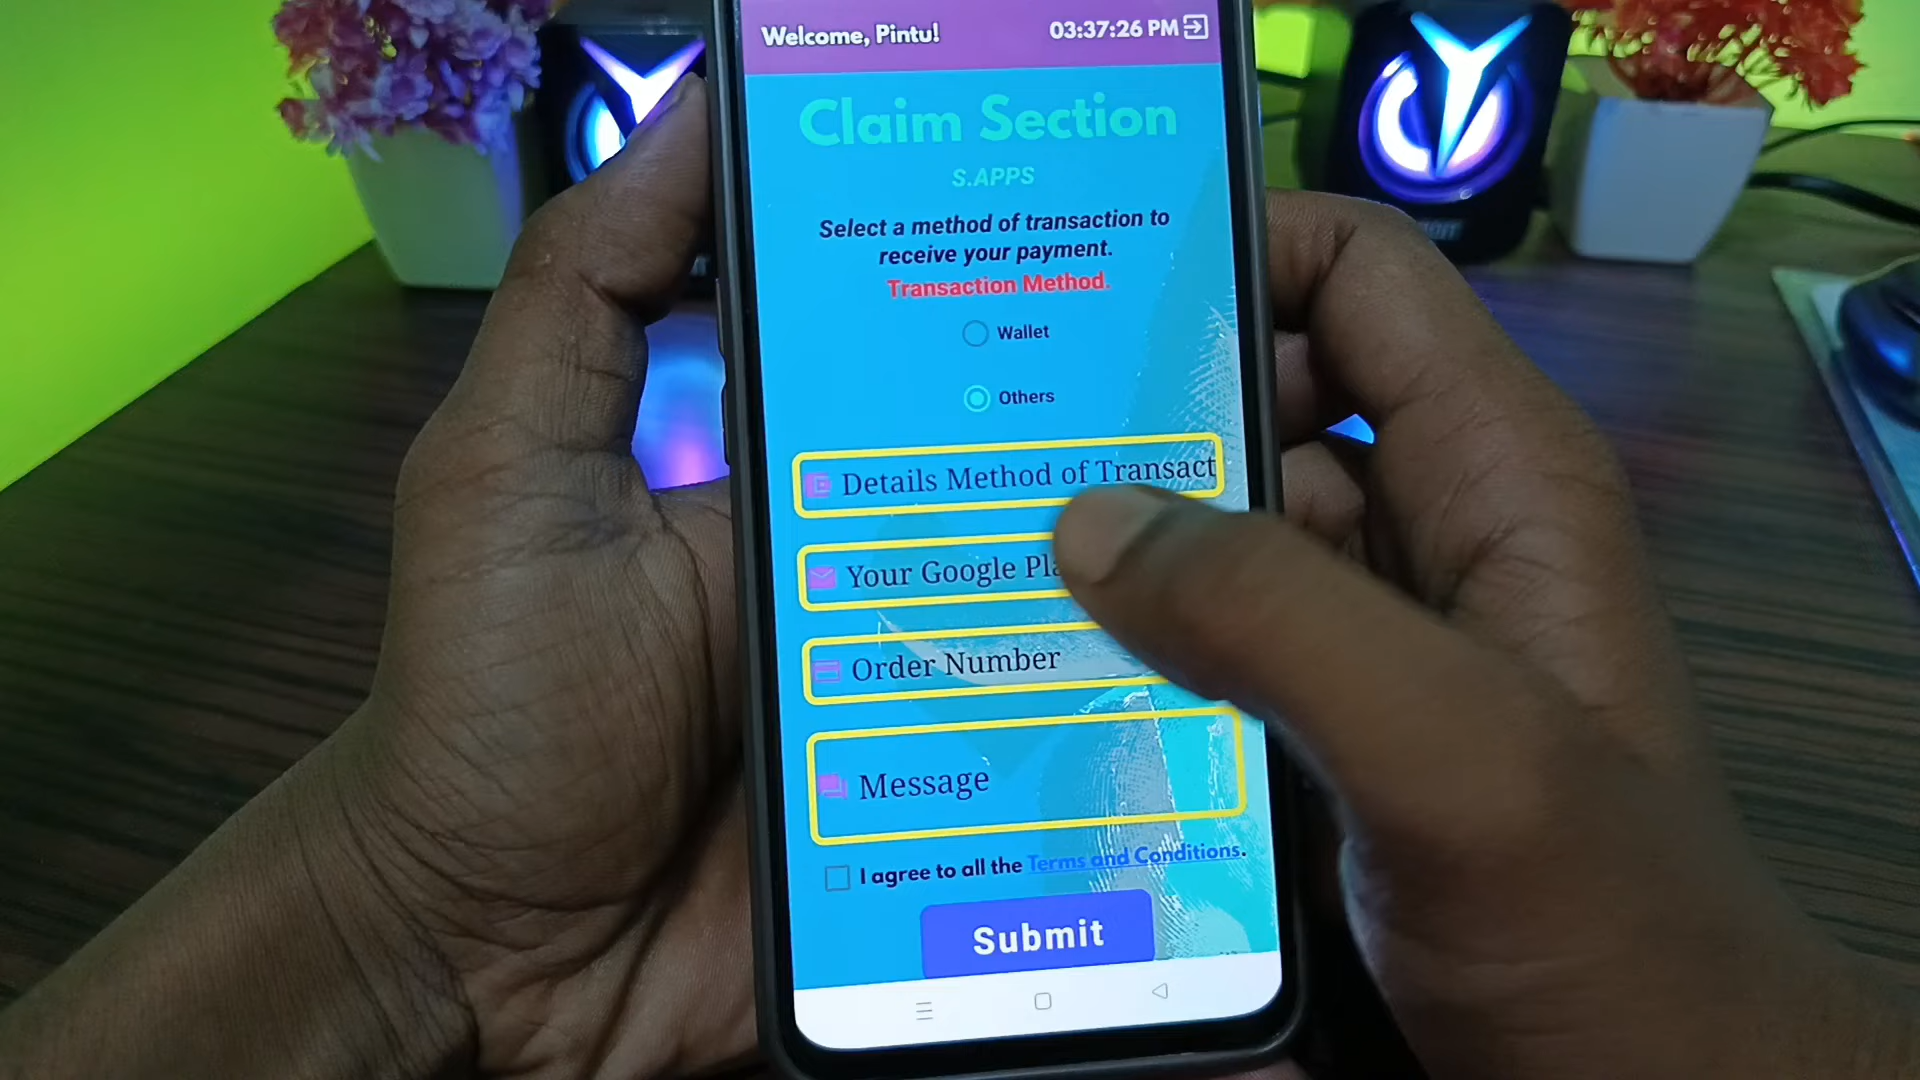 Welcome, Pintu!
03:37:26 PM
Claim Section
S.APPS
Select a method of transaction to
receive your payment.
Transaction Method.
Wallet
Others
Details Method of Transact
Your Google
Order Number
Message
I agree to all the Terms and Conditions.
Submit